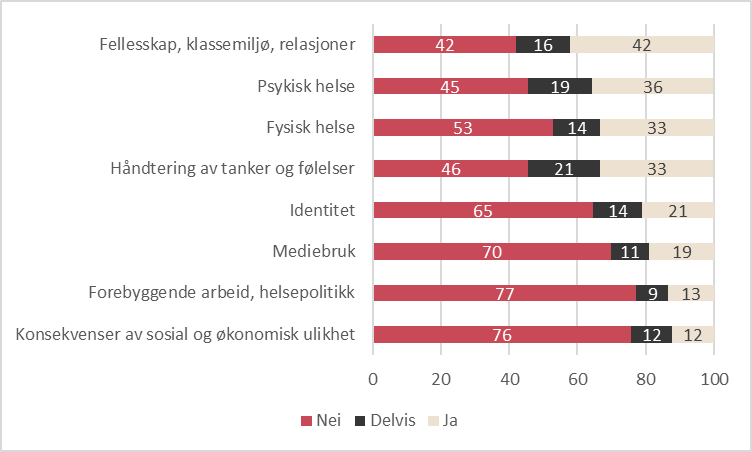 Fellesskap, klassemiljø, relasjoner 42 16 42
Psykisk helse 45 19 36
Fysisk helse 53 14 33
Håndtering av tanker og følelser 46 21 33
Identitet 65 14 21
Mediebruk 70 11 19
Forebyggende arbeid, helsepolitikk 77 9 13
Konsekvenser av sosial og økonomisk ulikhet 76 12 12
0 20 40 60 80 100
Nei Delvis Ja